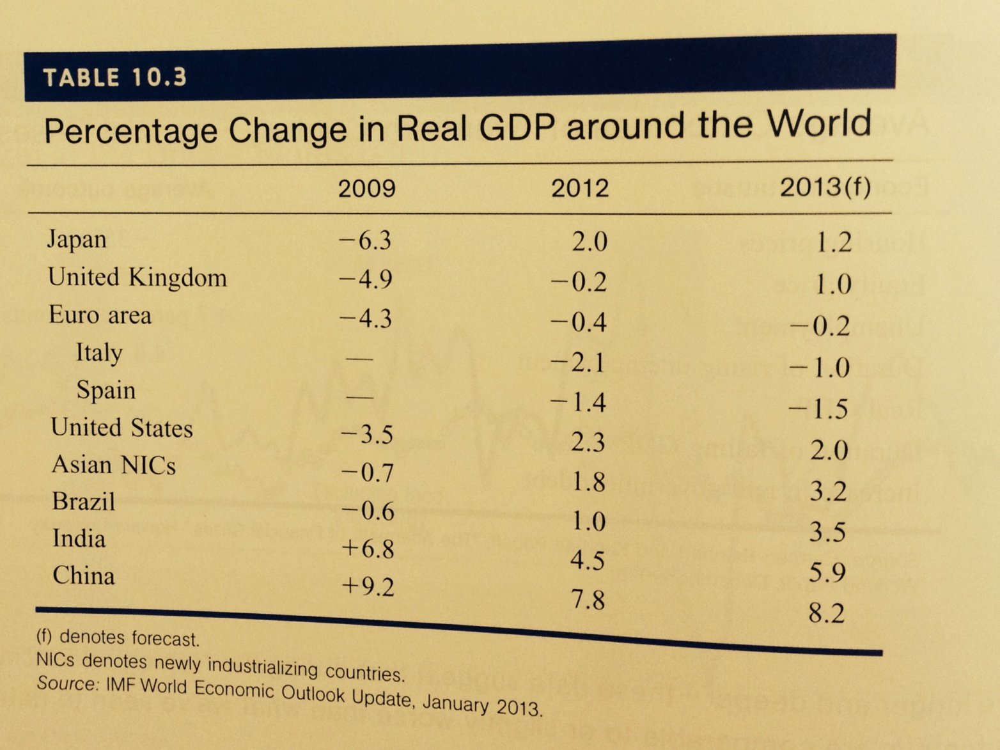 TABLE 10.3
Percentage Change in Real GDP around the World
2009 2012 2013(f)
Japan −6.3 2.0 1.2
United Kingdom −4.9 −0.2 1.0
Euro area −4.3 −0.4 −0.2
Italy — −2.1 −1.0
Spain — −1.4 −1.5
United States −3.5 2.3 2.0
Asian NICs −0.7 1.8 3.2
Brazil −0.6 1.0 3.5
India +6.8 4.5 5.9
China +9.2 7.8 8.2
(f) denotes forecast.
NICs denotes newly industrializing countries.
Source: IMF World Economic Outlook Update, January 2013.